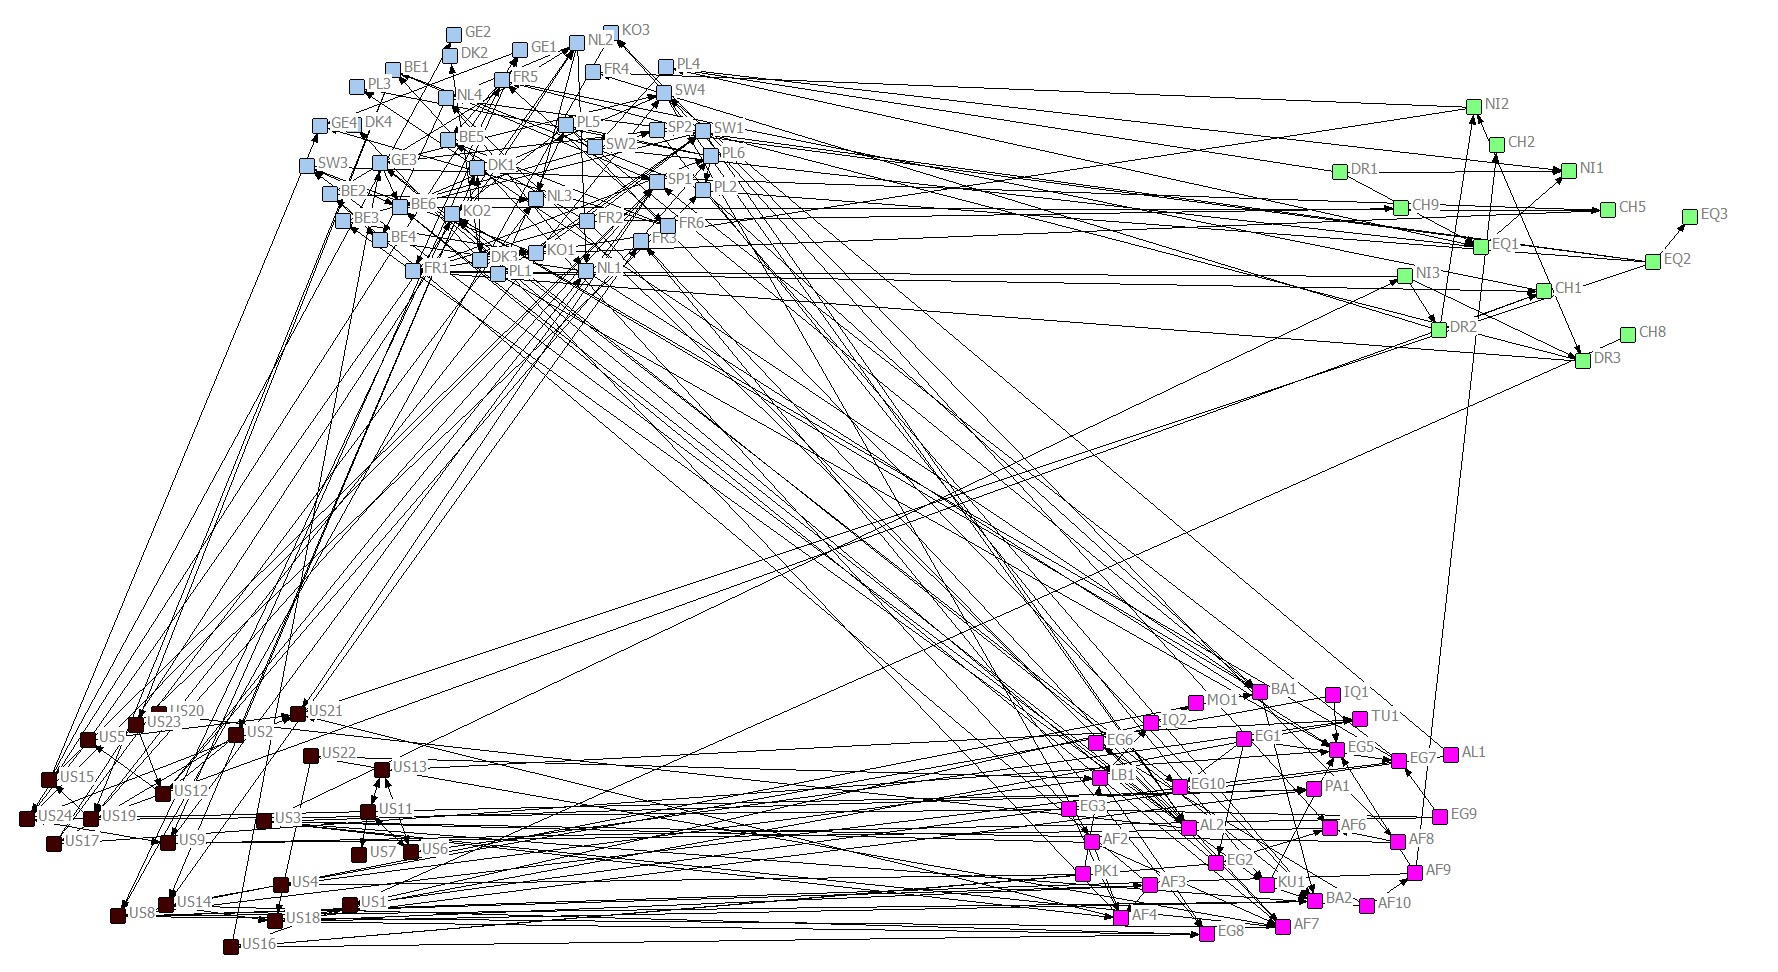 GE2
KO3
NL2
GE1
DK2
PL4
BE1
FR4
FR5
PL3
SW4
NL4
NI2
GE4
DK4
PL5
SP2
SW1
BE5
SW2
CH2
PL6
SW3
GE3
DK1
DR1
NI1
SP1
PL2
BE2
NL3
BE6
CH9
CH5
KO2
EQ3
BE3
FR2
FR6
BE4
FR3
EQ1
KO1
DK3
EQ2
FR1
PL1
NL1
NI3
CH1
DR2
CH8
DR3
BA1
IQ1
MO1
US20
US21
TU1
US23
IQ2
US2
US5
EG6
EG1
EG5
US22
AL1
EG7
US13
US15
LB1
EG10
PA1
US12
EG3
US11
EG9
US24
US19
US3
AL2
AF6
US17
US9
AF2
AF8
US7
US6
EG2
PK1
AF9
US4
AF3
KU1
BA2
US14
US1
AF10
US8
US18
AF4
AF7
EG8
US16